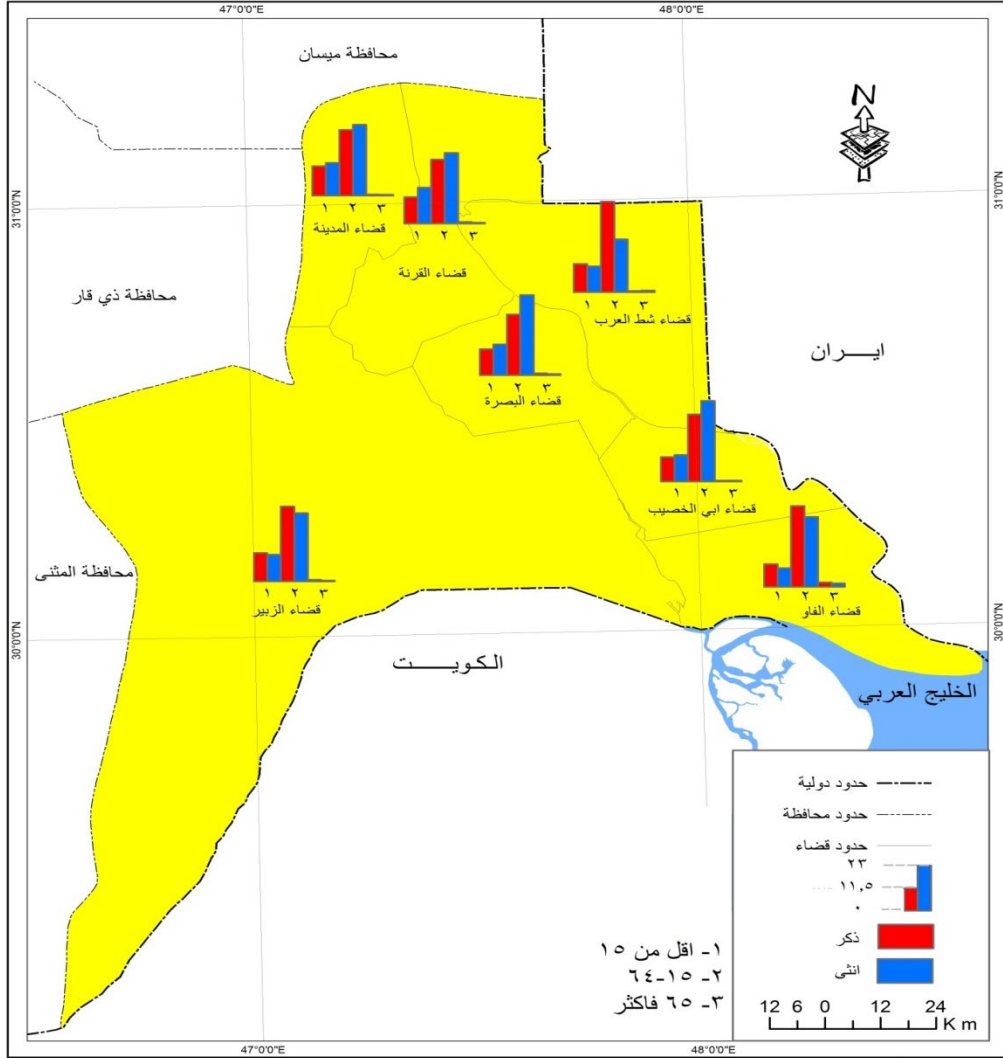 47°0'0"E
48°0'0"E
محافظة ميسان
N
31°0'0"N
31°0'0"N
١ ٢ ٣
قضاء المدينة
١ ٢ ٣
قضاء القرنة
١ ٢ ٣
قضاء شط العرب
محافظة ذي قار
ايـــران
١ ٢ ٣
قضاء البصرة
١ ٢ ٣
قضاء ابي الخصيب
محافظة المثنى
١ ٢ ٣
قضاء الزبير
١ ٢ ٣
قضاء الفاو
30°0'0"N
30°0'0"N
الكويـــت
الخليج العربي
حدود دولية
حدود محافظة
حدود قضاء
٢٣
١١,٥
٠
ذكر
انثى
١- اقل من ١٥
٢- ١٥-٦٤
٣- ٦٥ فاكثر
12 6 0 12 24
K m
47°0'0"E
48°0'0"E